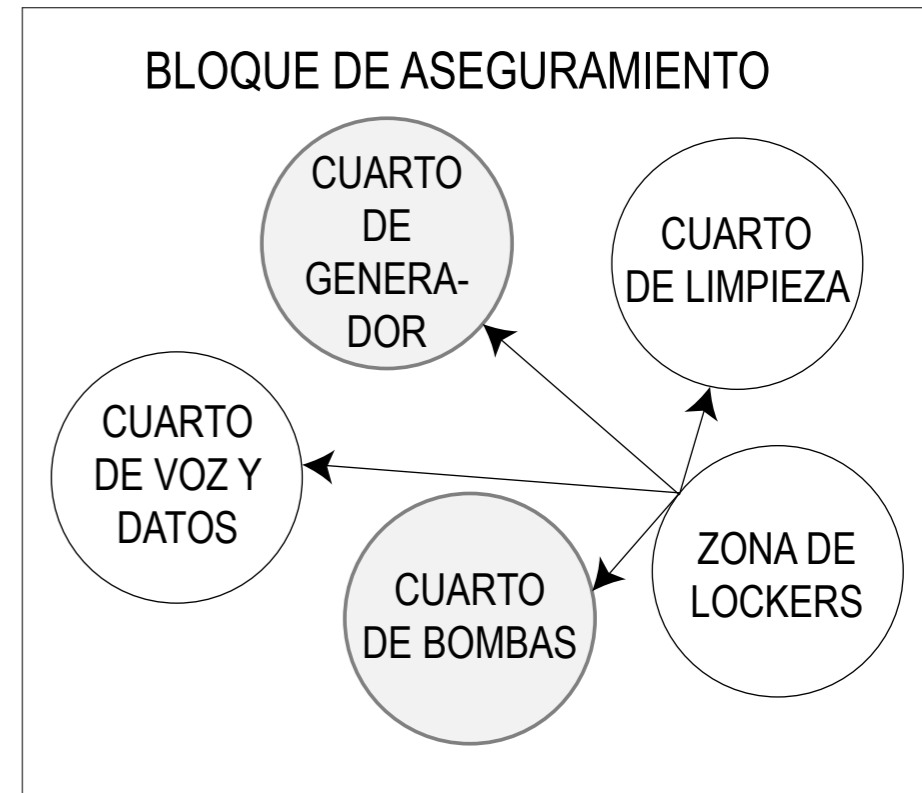 BLOQUE DE ASEGURAMIENTO
CUARTO
DE
GENERA-
DOR
CUARTO
DE LIMPIEZA
CUARTO
DE VOZ Y
DATOS
ZONA DE
LOCKERS
CUARTO
DE BOMBAS